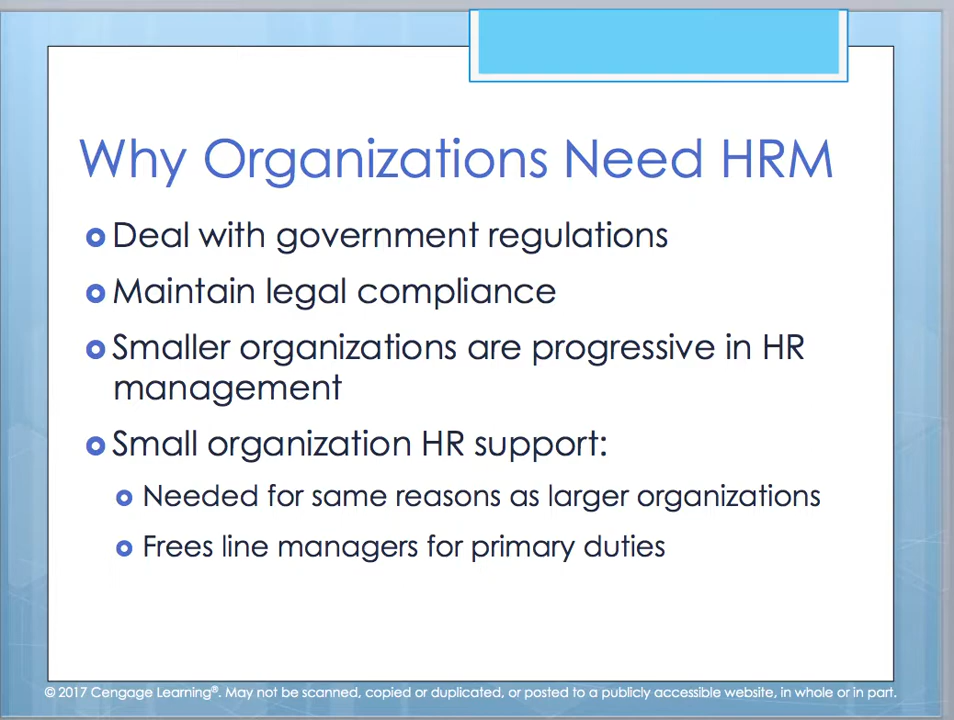 Why Organizations Need HRM
Deal with government regulations
Maintain legal compliance
Smaller organizations are progressive in HR
management
Small organization HR support:
Needed for same reasons as larger organizations
Frees line managers for primary duties
© 2017 Cengage Learning®. May not be scanned, copied or duplicated, or posted to a publicly accessible website, in whole or in part.